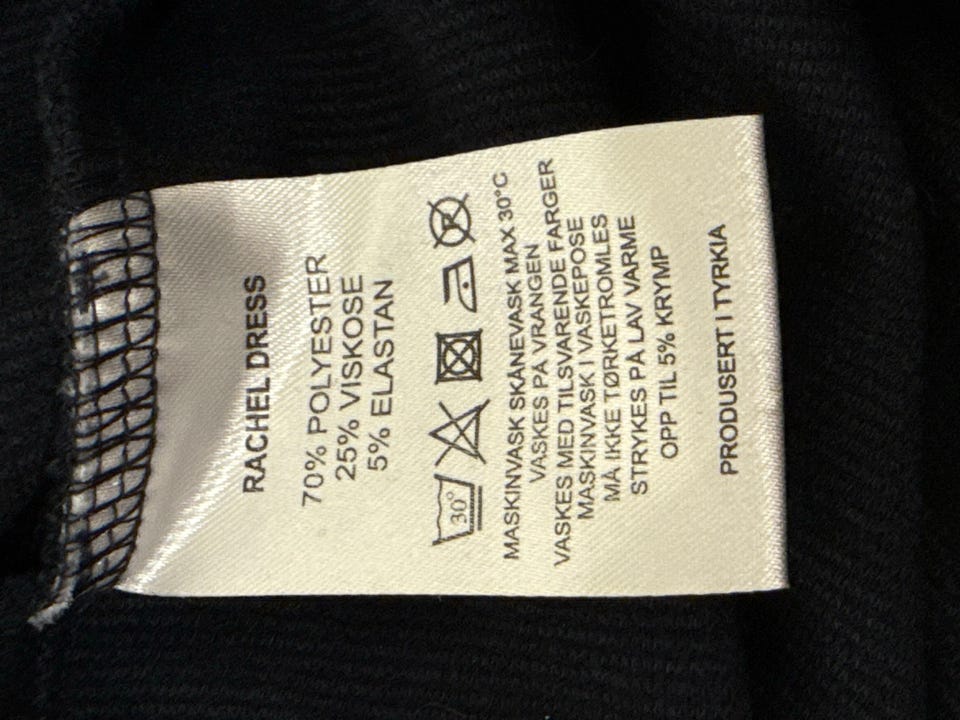 RACHEL DRESS
70% POLYESTER
25% VISKOSE
5% ELASTAN
30°
MASKINVASK SKÅNEVASK MAX 30°C
VASKES PÅ VRANGEN
VASKES MED TILSVARENDE FARGER
MASKINVASK I VASKEPOSE
MÅ IKKE TØRKETROMLES
STRYKES PÅ LAV VARME
OPP TIL 5% KRYMP
PRODUSERT I TYRKIA